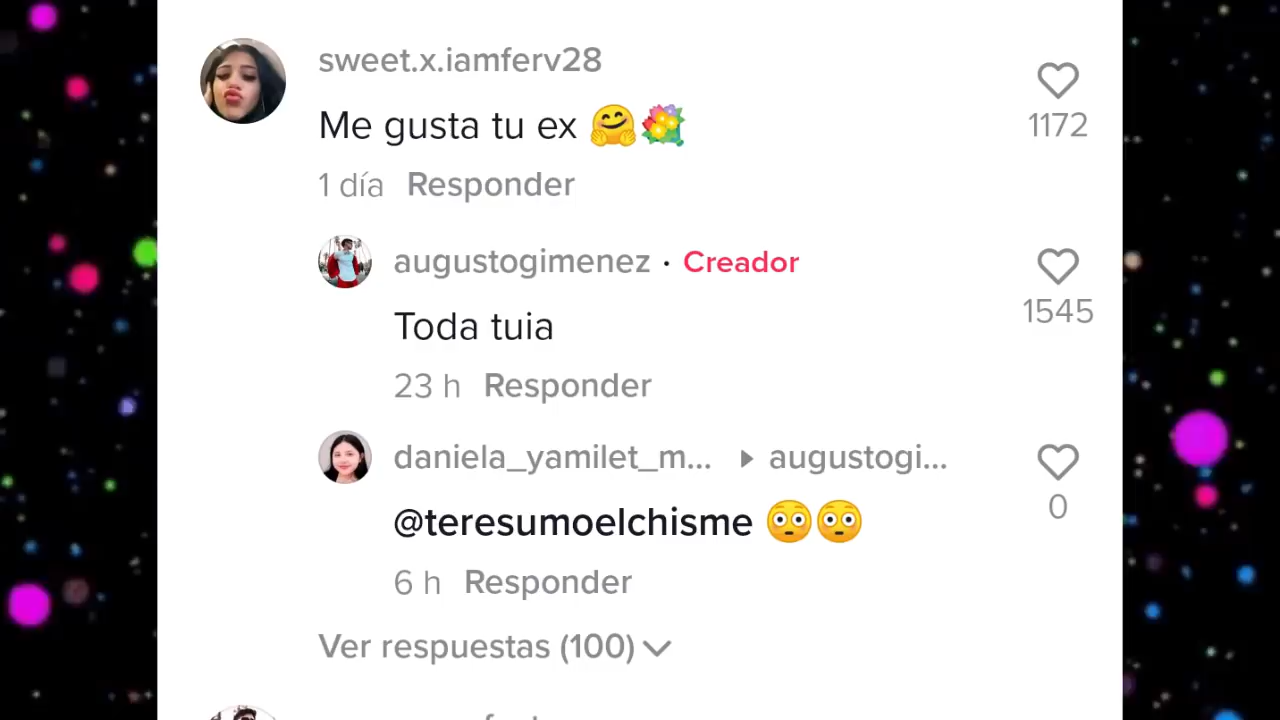 sweet.x.iamferv28
Me gusta tu ex 🤗💐
1172
1 día Responder
augustogimenez · Creador
Toda tuia
1545
23 h Responder
daniela_yamilet_m... ▸ augustogi...
@teresumoelchisme 😳😳
0
6 h Responder
Ver respuestas (100)